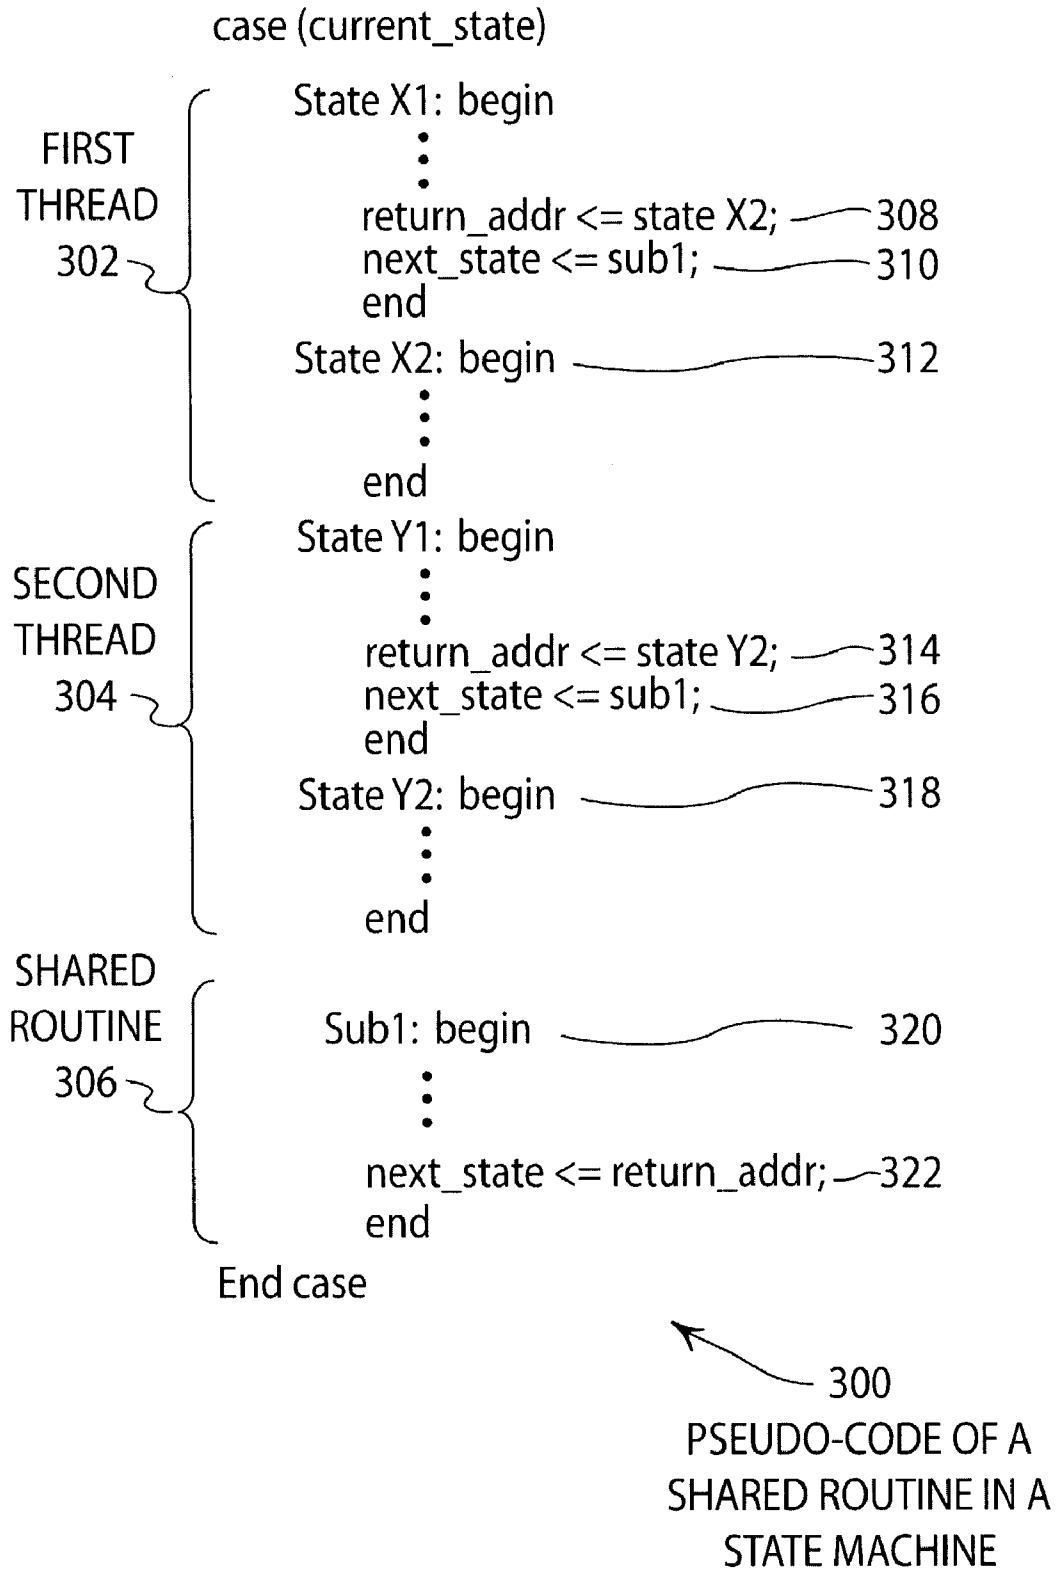 case (current_state)
State X1: begin
FIRST
THREAD
302
return_addr <= state X2; 308
next_state <= sub1; 310
end
State X2: begin 312
end
SECOND
THREAD
304
State Y1: begin
return_addr <= state Y2; 314
next_state <= sub1; 316
end
State Y2: begin 318
end
SHARED
ROUTINE
306
Sub1: begin 320
next_state <= return_addr; 322
end
End case
300
PSEUDO-CODE OF A
SHARED ROUTINE IN A
STATE MACHINE